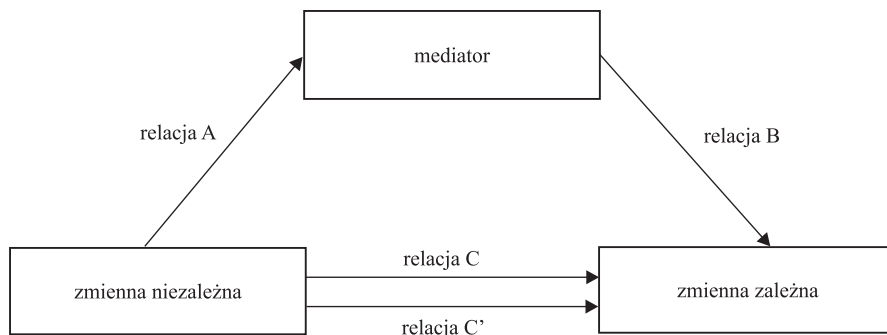 mediator
relacja A
relacja B
relacja C
zmienna niezależna
zmienna zależna
relacja C’